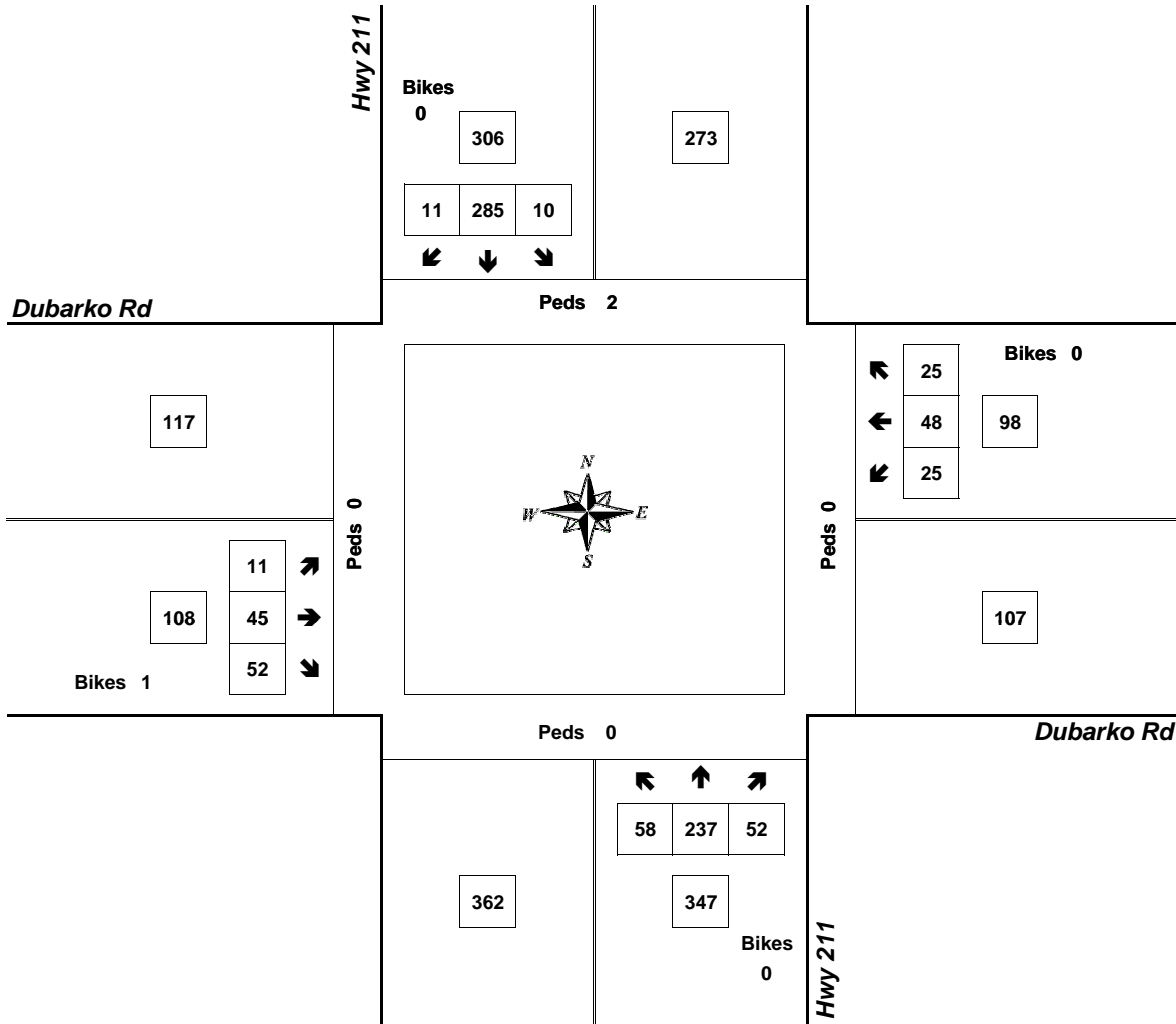 Hwy 211
Bikes
0
306
273
11 285 10
Dubarko Rd
Peds 2
25
Bikes 0
117
48
98
25
N
W E
S
Peds 0
Peds 0
11
108
45
107
52
Bikes 1
Peds 0
Dubarko Rd
58 237 52
362
347
Bikes
0
Hwy 211